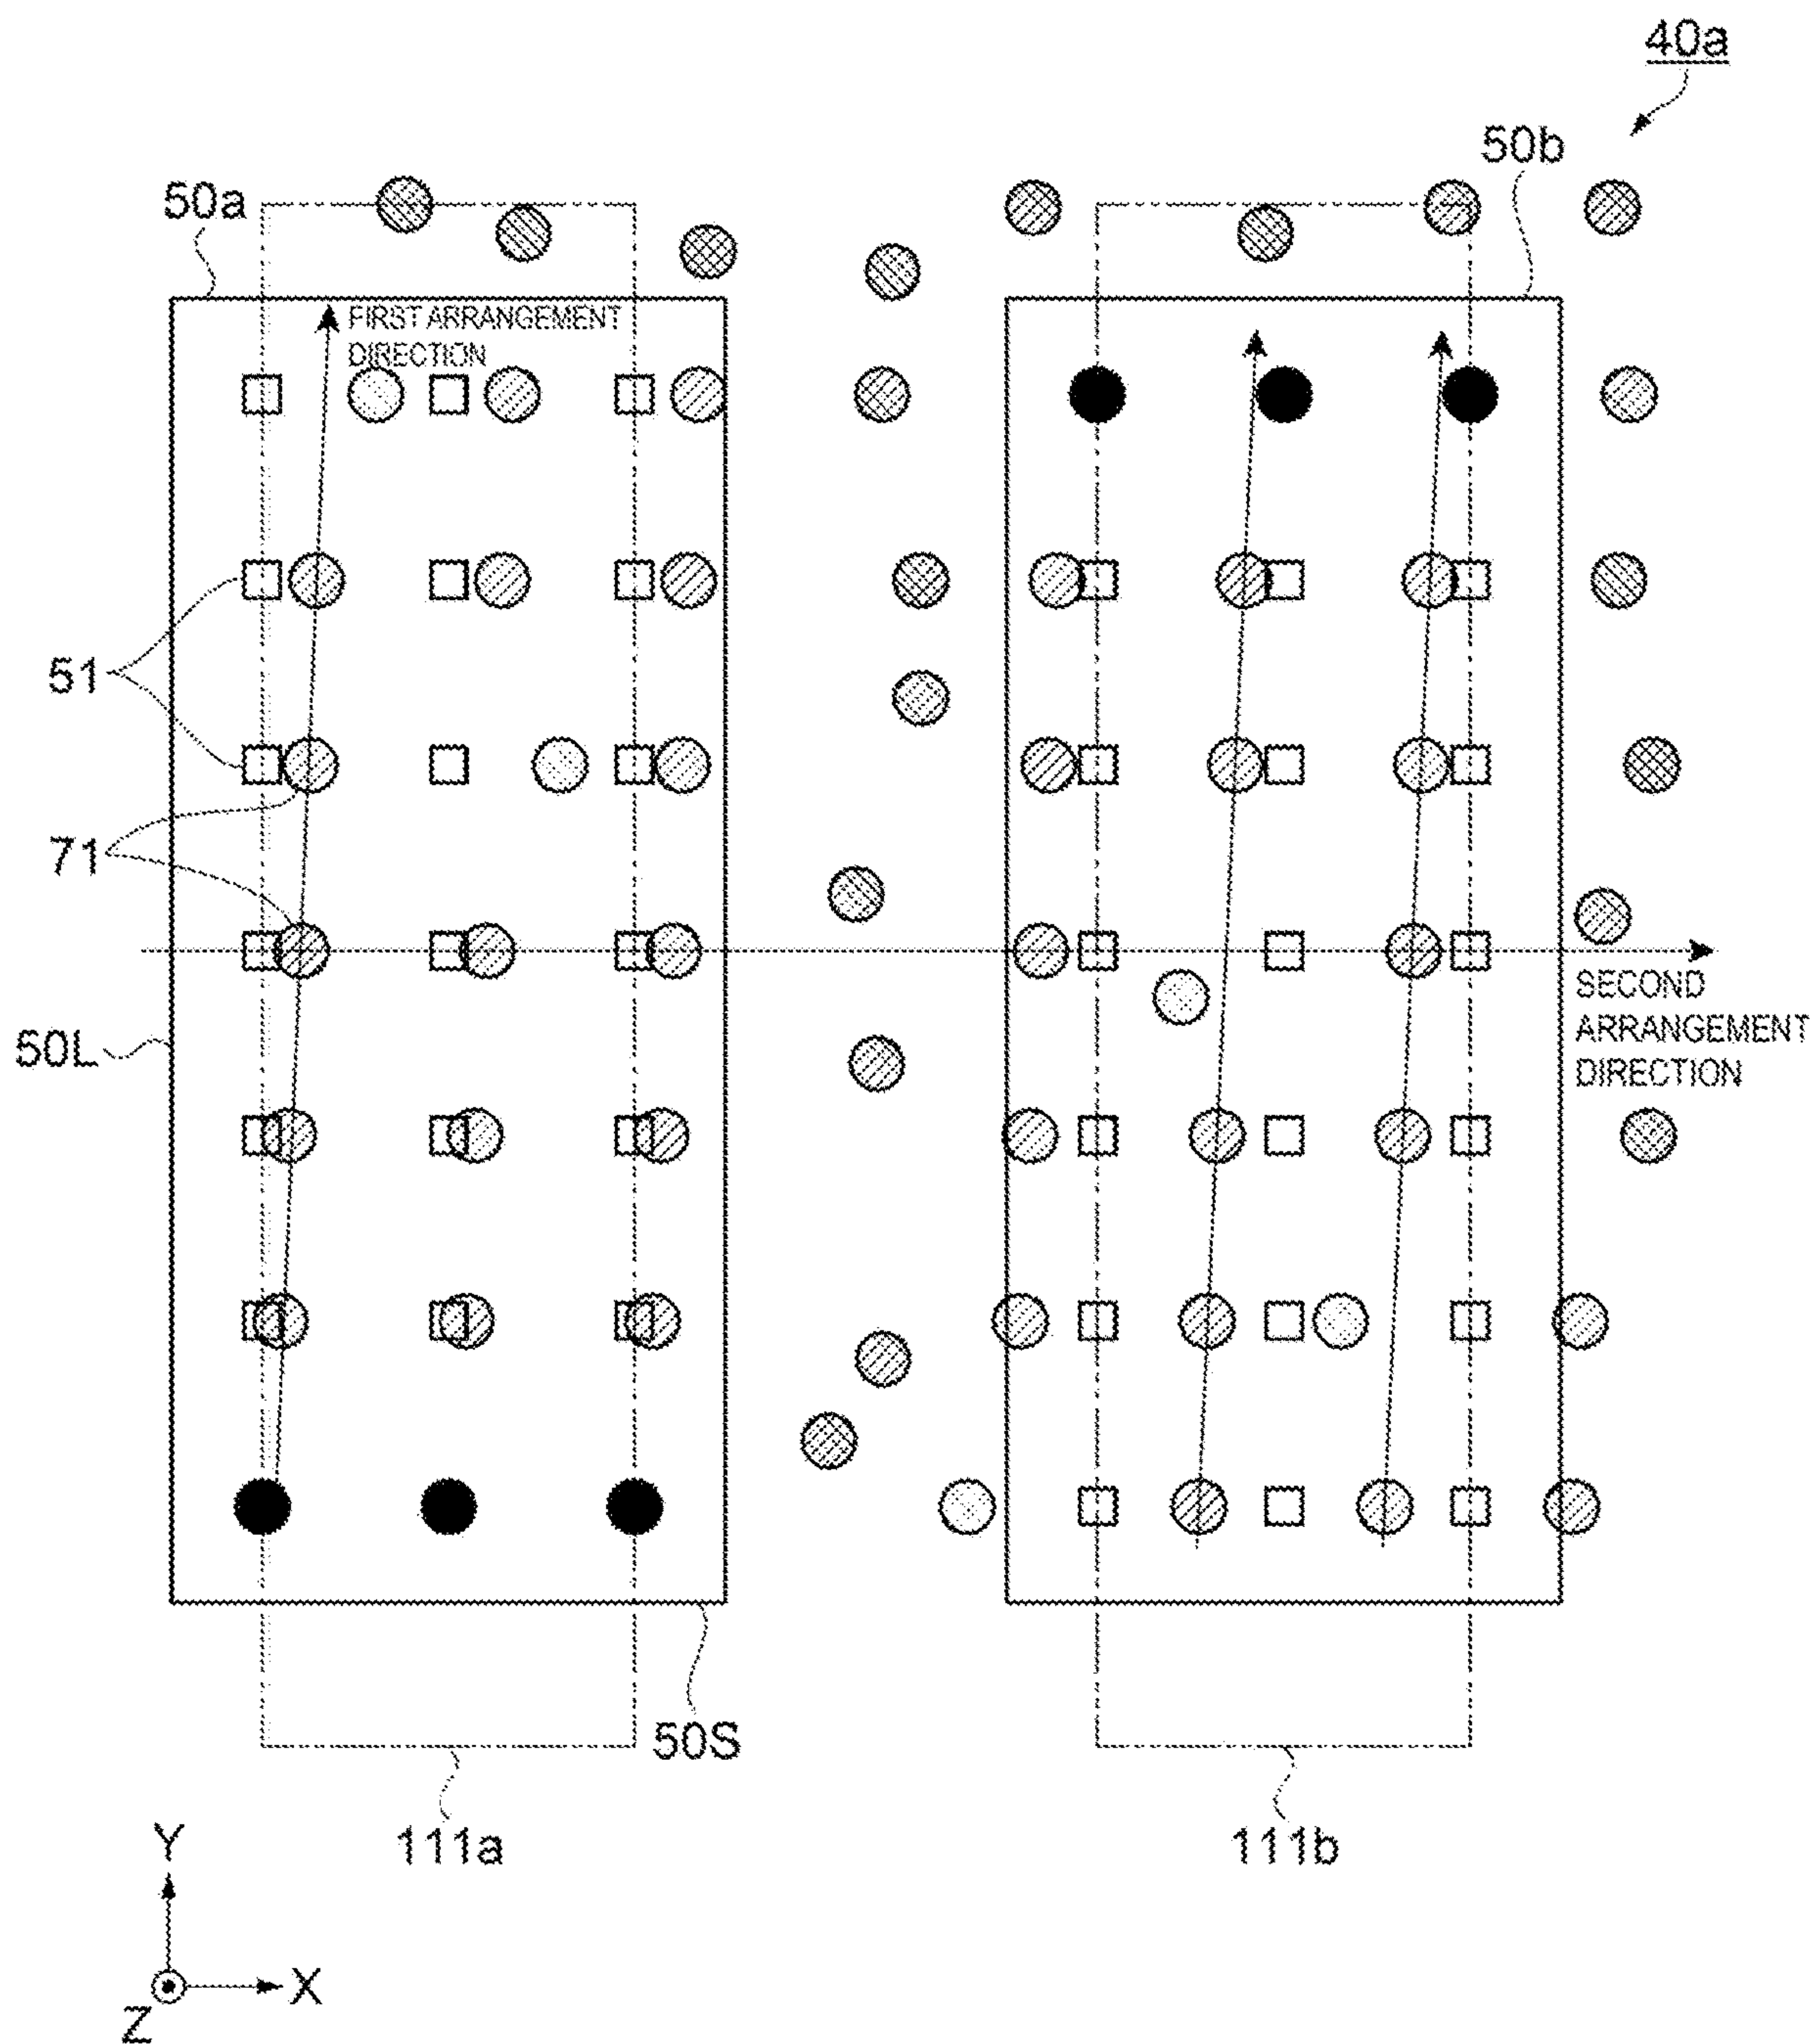 40a
50b
50a
FIRST ARRANGEMENT
DIRECTION
51
71
SECOND
ARRANGEMENT
DIRECTION
50L
50S
111a
111b
Y
X
Z